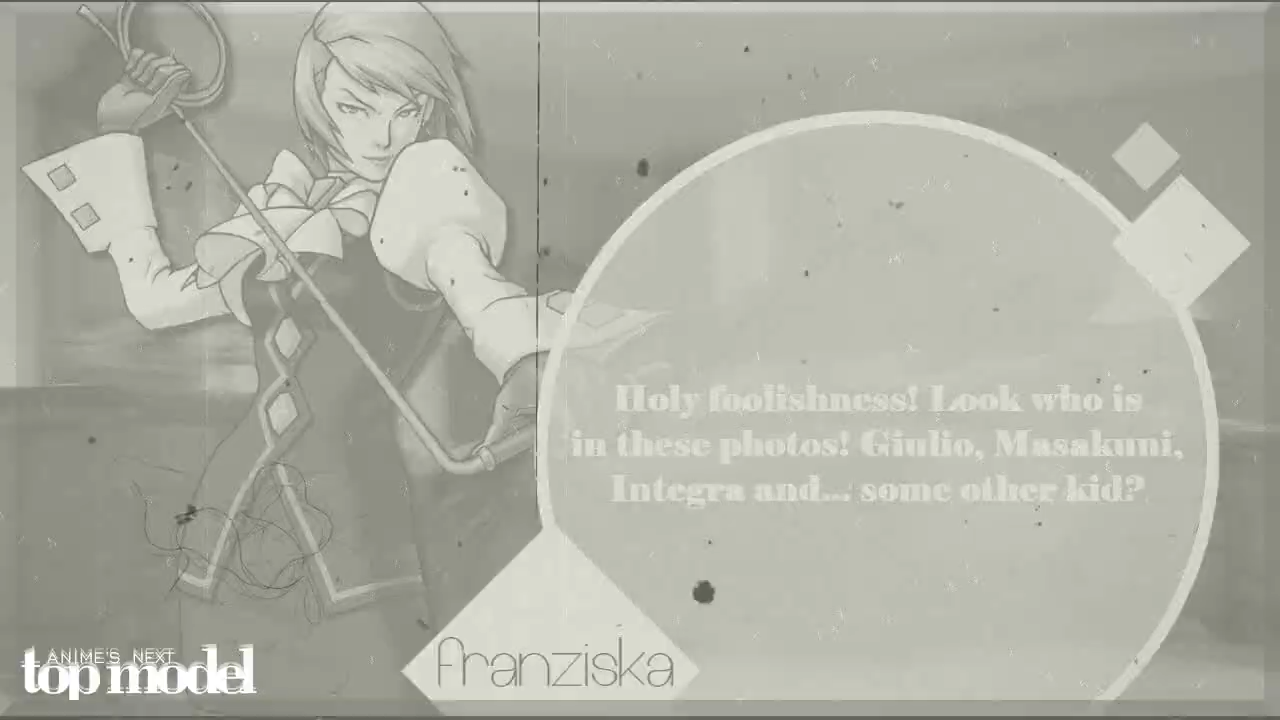 Holy foolishness! Look who is
in these photos! Giulio, Masakuni,
Integra and... some other kid?
franziska
ANIME'S NEXT
top model